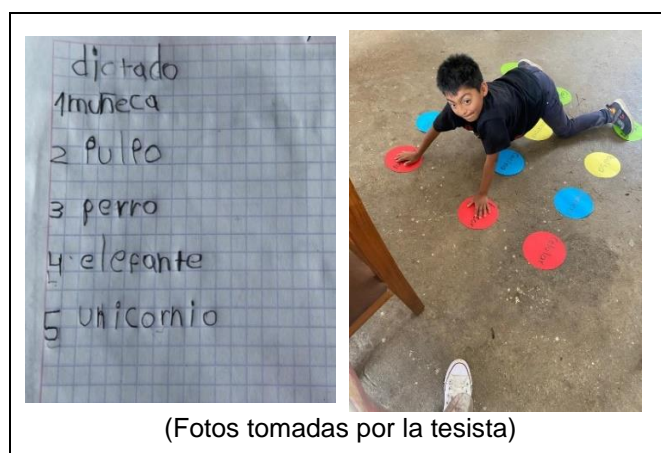 dictado
1 muñeca
2 Pulpo
3 perro
4 elefante
5 unicornio
(Fotos tomadas por la tesista)